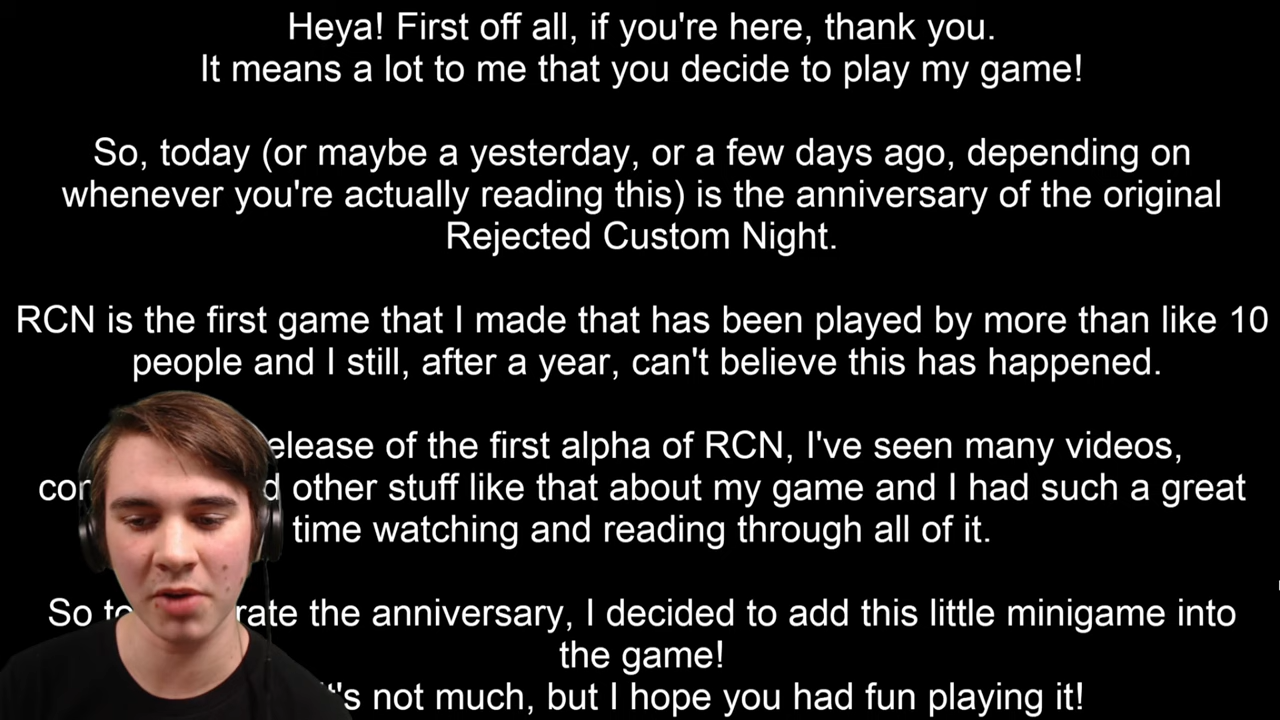 Heya! First off all, if you're here, thank you.
It means a lot to me that you decide to play my game!
So, today (or maybe a yesterday, or a few days ago, depending on
whenever you're actually reading this) is the anniversary of the original
Rejected Custom Night.
RCN is the first game that I made that has been played by more than like 10
people and I still, after a year, can't believe this has happened.
elease of the first alpha of RCN, I've seen many videos,
other stuff like that about my game and I had such a great
time watching and reading through all of it.
So the anniversary, I decided to add this little minigame into
the game!
it's not much, but I hope you had fun playing it!